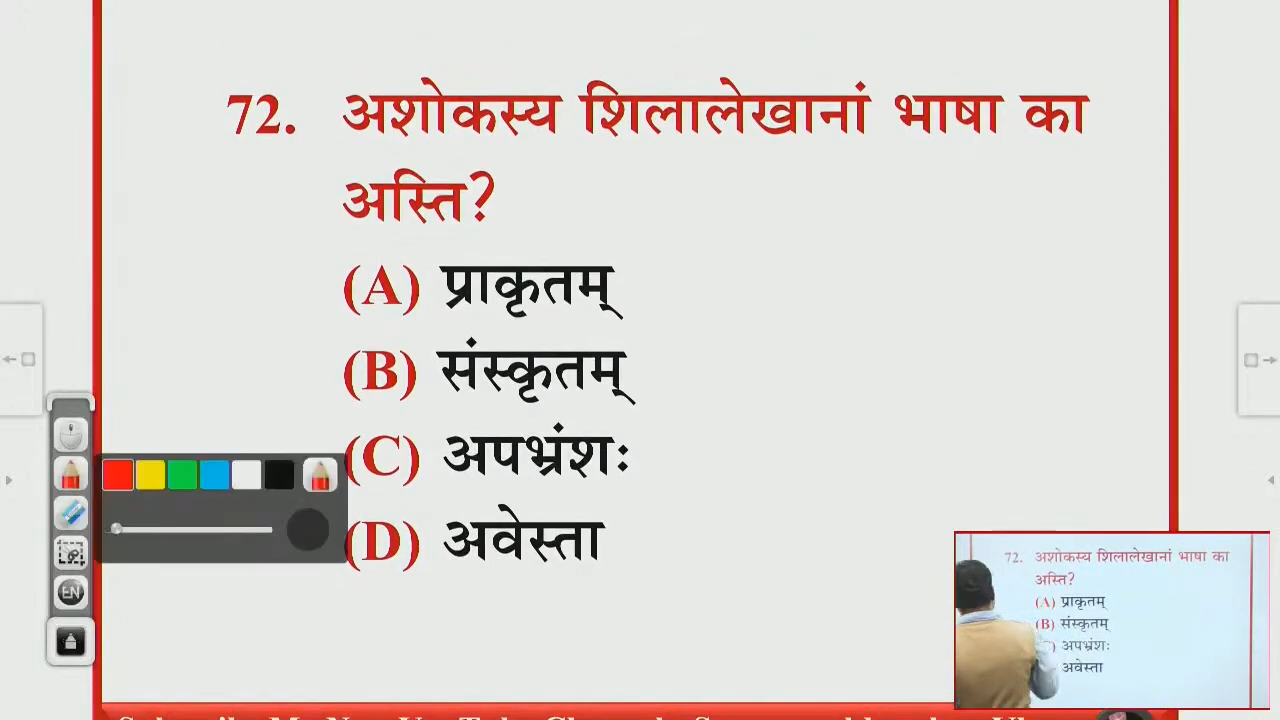 72. अशोकस्य शिलालेखानां भाषा का
अस्ति?
(A) प्राकृतम्
(B) संस्कृतम्
(C) अपभ्रंशः
(D) अवेस्ता
EN
72. अशोकस्य शिलालेखानां भाषा का
अस्ति?
(A) प्राकृतम्
(B) संस्कृतम्
अपभ्रंशः
अवेस्ता